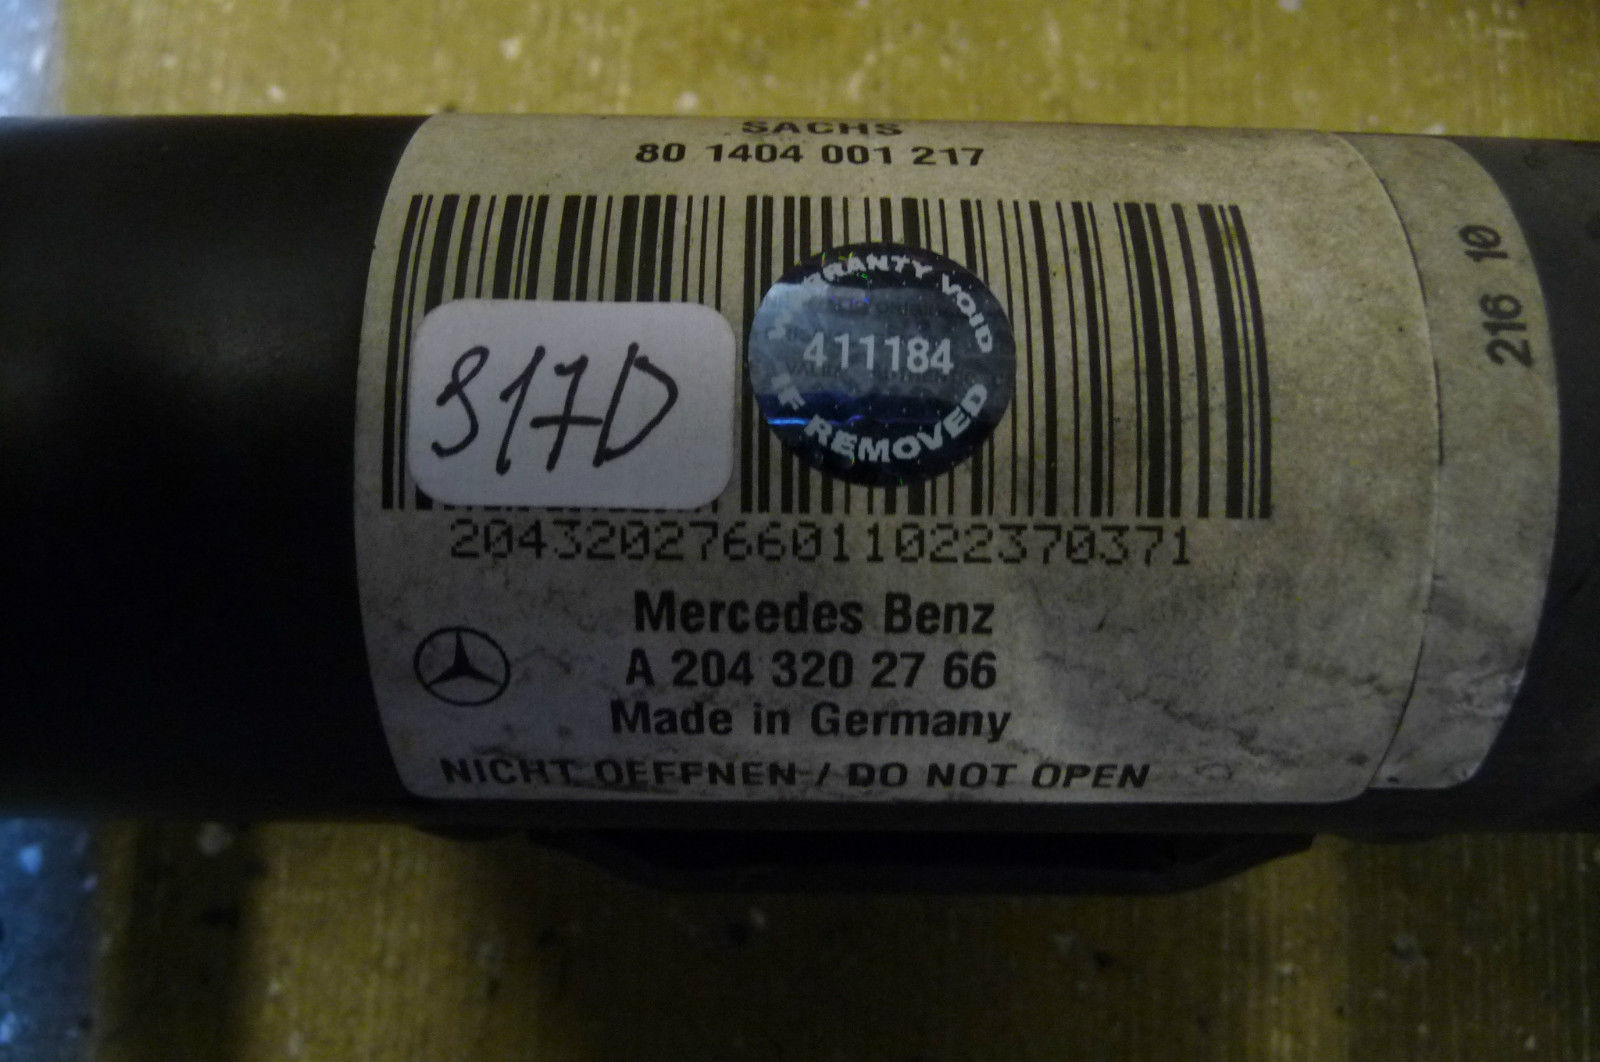 SACHS
80 1404 001 217
317D
WARRANTY VOID
411184
IF REMOVED
2043202766011022370371
Mercedes Benz
A 204 320 27 66
Made in Germany
NICHT OEFFNEN / DO NOT OPEN
216 10